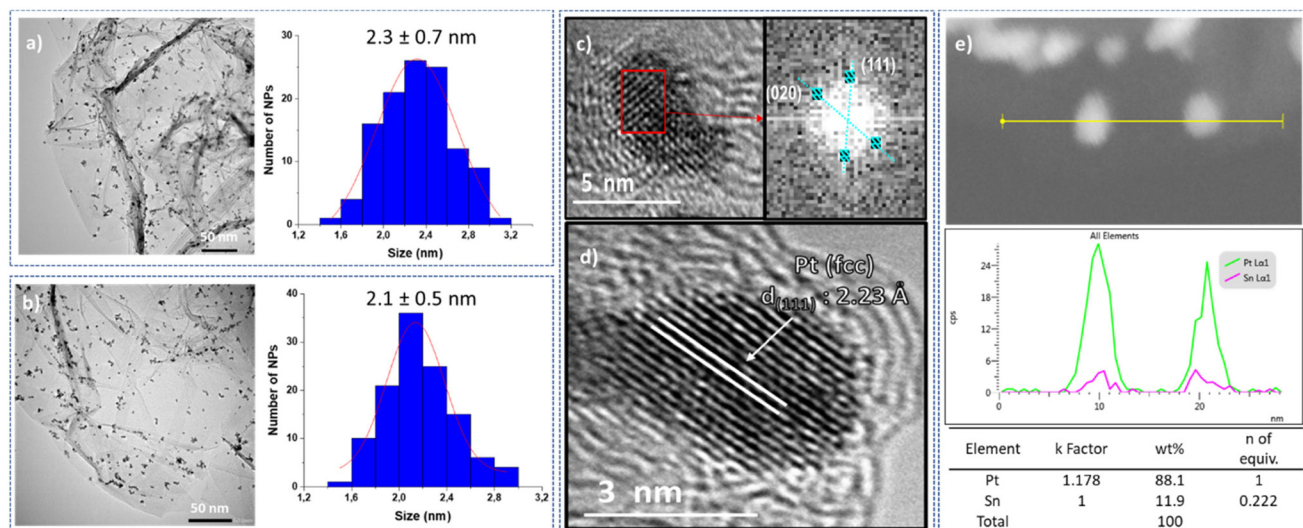 a)
50 nm
2.3 ± 0.7 nm
Number of NPs
30
20
10
0
1,2 1,6 2,0 2,4 2,8 3,2
Size (nm)
b)
50 nm
2.1 ± 0.5 nm
Number of NPs
40
30
20
10
0
1,2 1,6 2,0 2,4 2,8 3,2
Size (nm)
c)
5 nm
(111)
(020)
d)
Pt (fcc)
d(111) : 2.23 Å
3 nm
e)
All Elements
Pt Lα1
Sn Lα1
cps
28
24
18
12
6
0
0 10 20
nm
Element k Factor wt% n of equiv.
Pt 1.178 88.1 1
Sn 1 11.9 0.222
Total 100